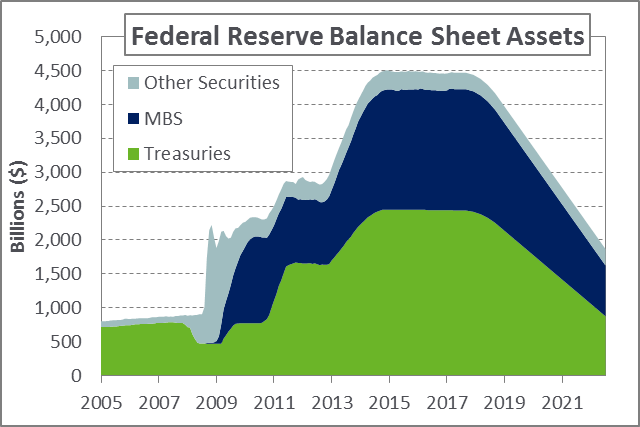 Federal Reserve Balance Sheet Assets
5,000
4,500
4,000
3,500
3,000
2,500
2,000
1,500
1,000
500
0
Billions ($)
Other Securities
MBS
Treasuries
2005 2007 2009 2011 2013 2015 2017 2019 2021